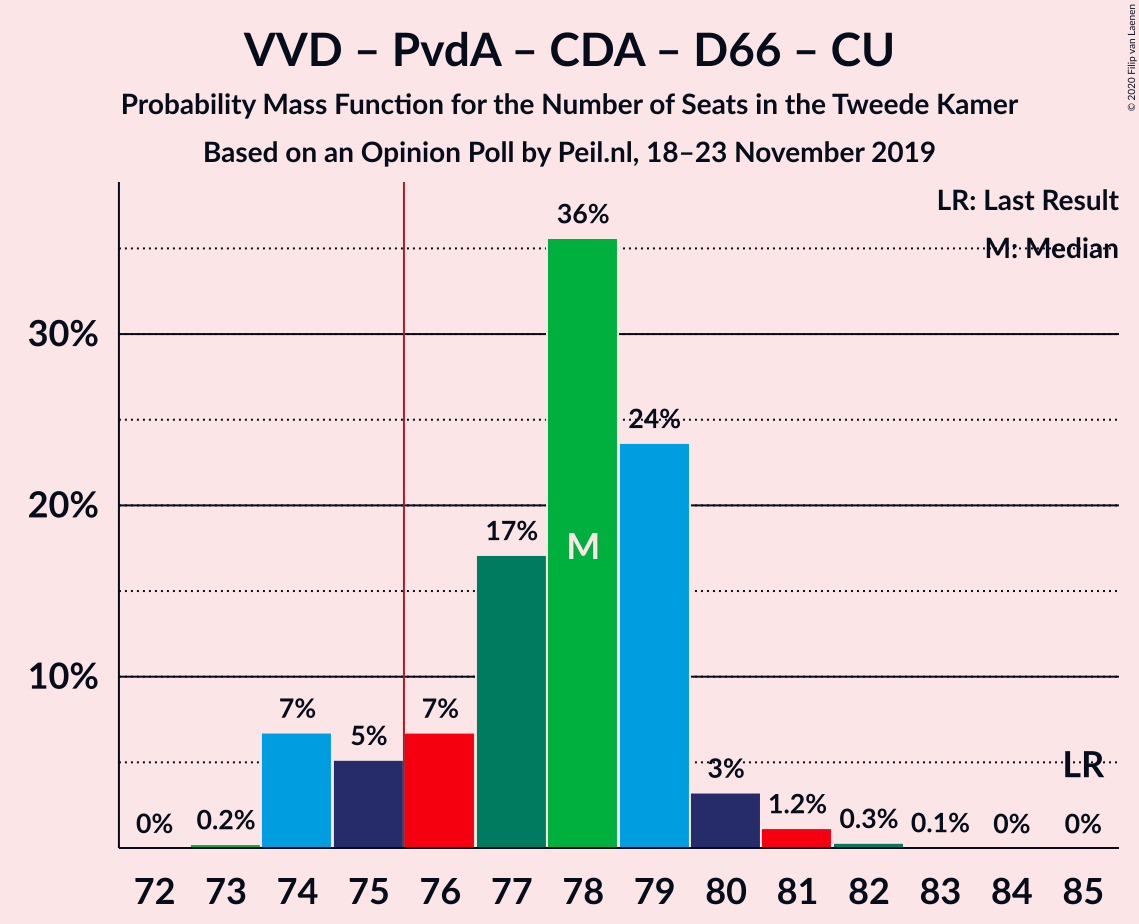 VVD – PvdA – CDA – D66 – CU
Probability Mass Function for the Number of Seats in the Tweede Kamer
Based on an Opinion Poll by Peil.nl, 18–23 November 2019
© 2020 Filip van Laenen
LR: Last Result
M: Median
36%
30%
24%
20%
17%
M
10%
7%
5%
7%
3%
LR
0%
0.2%
1.2%
0.3%
0.1%
0%
0%
72 73 74 75 76 77 78 79 80 81 82 83 84 85